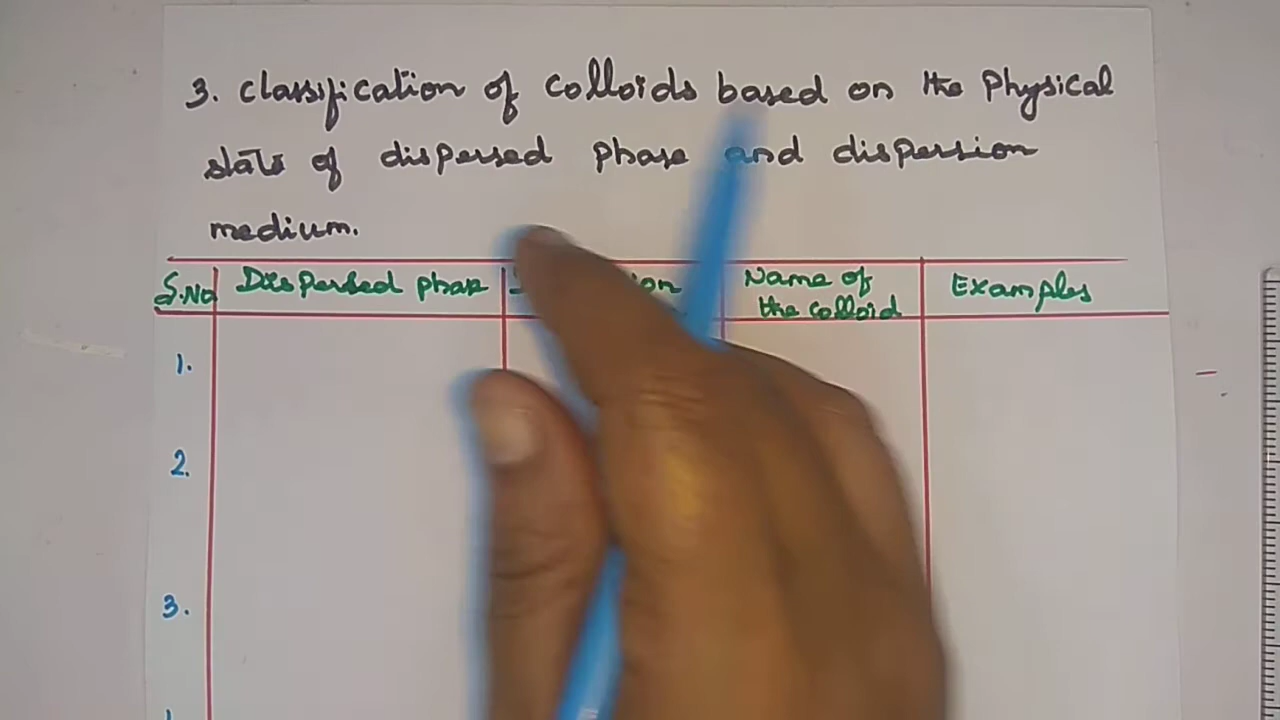 3. Classification of Colloids based on the Physical
state of dispersed phase and dispersion
medium.
S.No Dispersed phase Name of the colloid Examples
1.
2.
3.